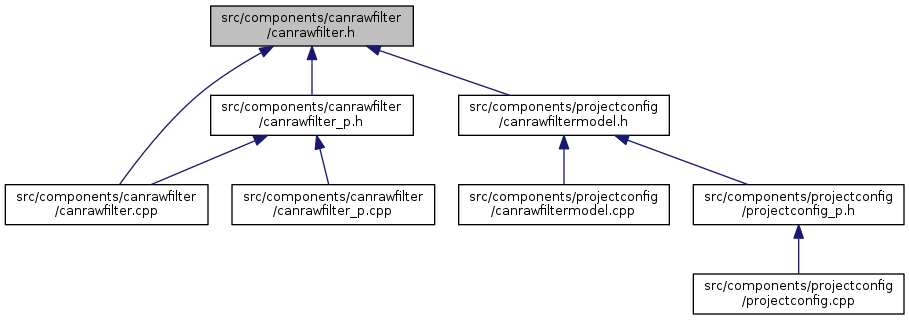 src/components/canrawfilter
/canrawfilter.h
src/components/canrawfilter
/canrawfilter_p.h
src/components/projectconfig
/canrawfiltermodel.h
src/components/canrawfilter
/canrawfilter.cpp
src/components/canrawfilter
/canrawfilter_p.cpp
src/components/projectconfig
/canrawfiltermodel.cpp
src/components/projectconfig
/projectconfig_p.h
src/components/projectconfig
/projectconfig.cpp